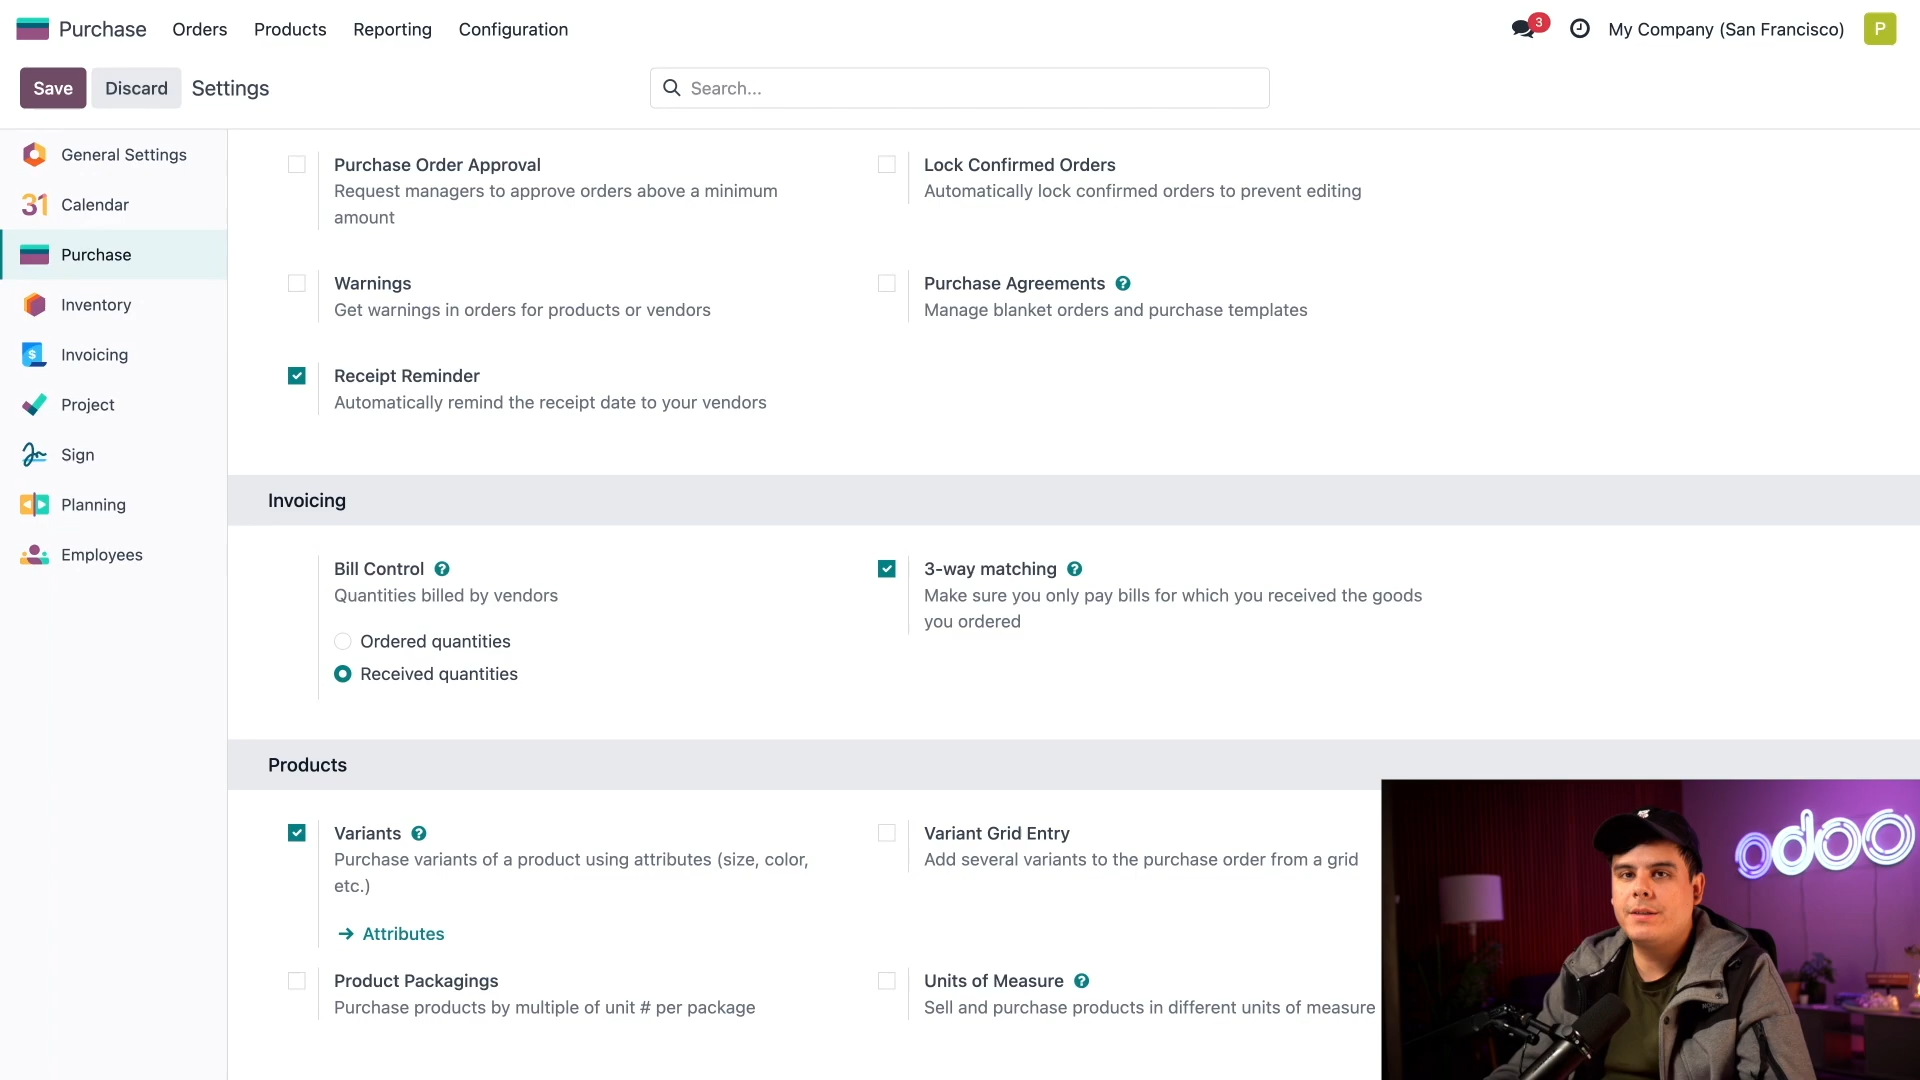 Purchase Orders Products Reporting Configuration 3 My Company (San Francisco) P
Save Discard Settings Search...
General Settings
31 Calendar
Purchase
Inventory
$ Invoicing
Project
Sign
Planning
Employees
Purchase Order Approval
Request managers to approve orders above a minimum
amount
Lock Confirmed Orders
Automatically lock confirmed orders to prevent editing
Warnings
Get warnings in orders for products or vendors
Purchase Agreements ?
Manage blanket orders and purchase templates
Receipt Reminder
Automatically remind the receipt date to your vendors
Invoicing
Bill Control ?
Quantities billed by vendors
Ordered quantities
Received quantities
3-way matching ?
Make sure you only pay bills for which you received the goods
you ordered
Products
Variants ?
Purchase variants of a product using attributes (size, color,
etc.)
Attributes
Variant Grid Entry
Add several variants to the purchase order from a grid
Product Packagings
Purchase products by multiple of unit # per package
Units of Measure ?
Sell and purchase products in different units of measure
odoo